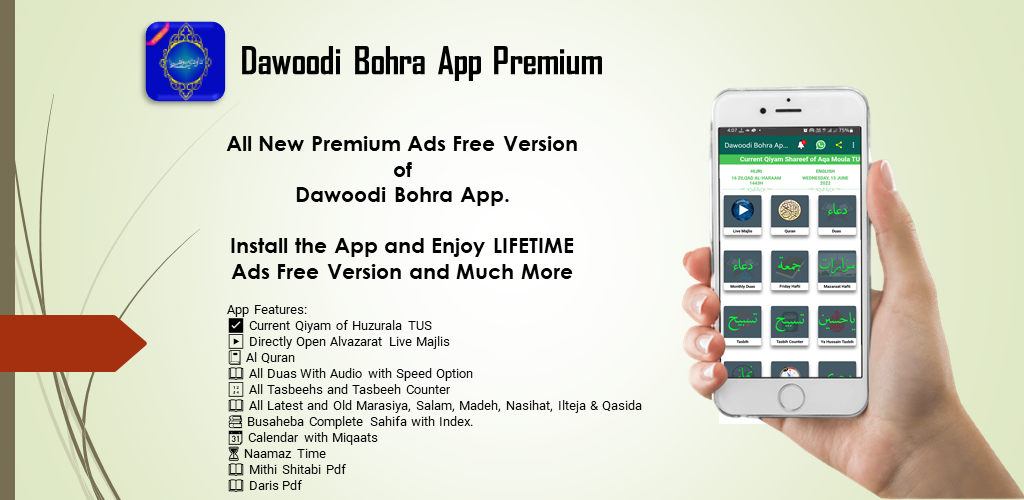 Dawoodi Bohra App Premium
All New Premium Ads Free Version
of
Dawoodi Bohra App.
Install the App and Enjoy LIFETIME
Ads Free Version and Much More
App Features:
Current Qiyam of Huzurala TUS
Directly Open Alvazarat Live Majlis
Al Quran
All Duas With Audio with Speed Option
All Tasbeehs and Tasbeeh Counter
All Latest and Old Marasiya, Salam, Madeh, Nasihat, Ilteja & Qasida
Busaheba Complete Sahifa with Index.
31 Calendar with Miqaats
Naamaz Time
Mithi Shitabi Pdf
Daris Pdf
4:07 75%
Dawoodi Bohra Ap...
Current Qiyam Shareef of Aqa Moula TU
HIJRI ENGLISH
16 ZILQAD AL-HARAAM WEDNESDAY, 15 JUNE
1443H 2022
دعاء
Live Majlis Quran Duas
دعاء جمعة مزارات
Monthly Duas Friday Hafti Mazaraat Hafti
تسبيح تسبيح ياحسين
Tasbih Tasbih Counter Ya Hussain Tasbih
نماز